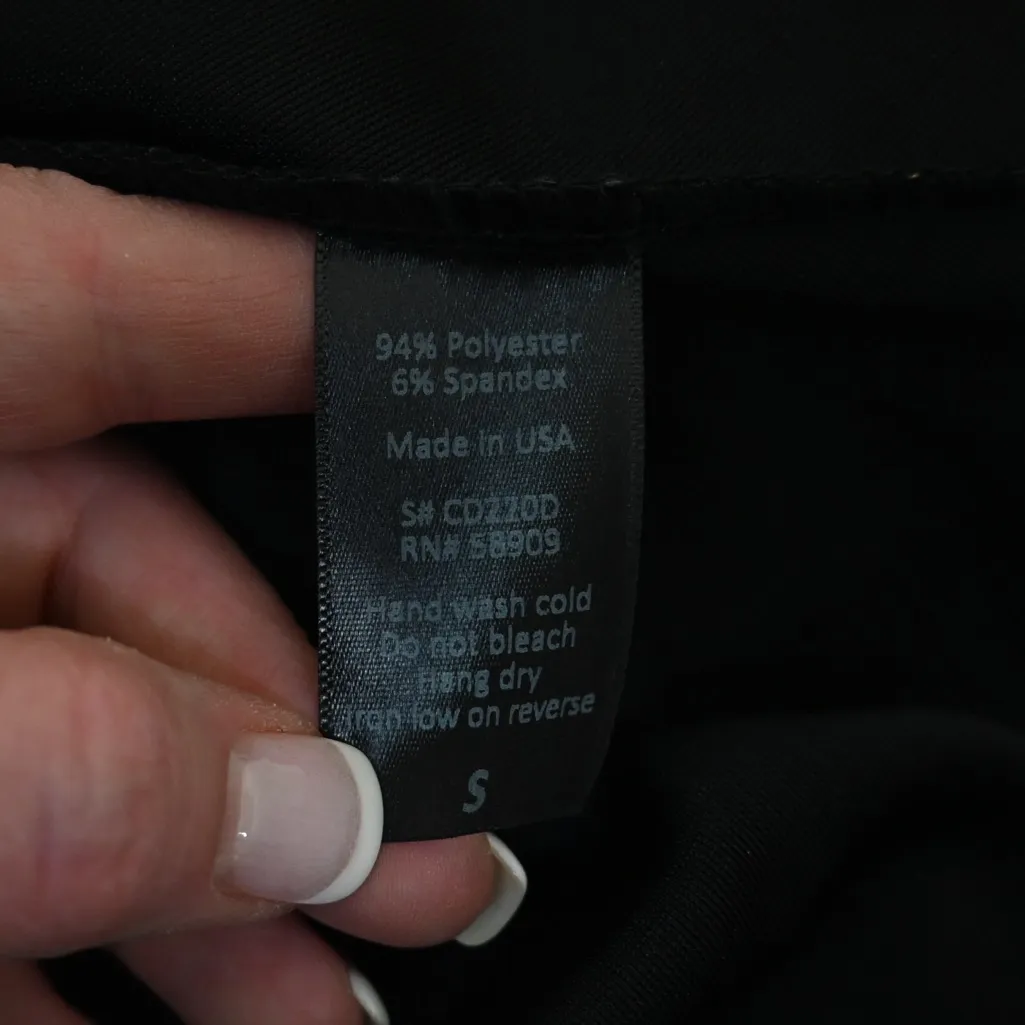 94% Polyester
6% Spandex
Made in USA
S# CD220D
RN# 58909
Hand wash cold
Do not bleach
Hang dry
Iron low on reverse
S